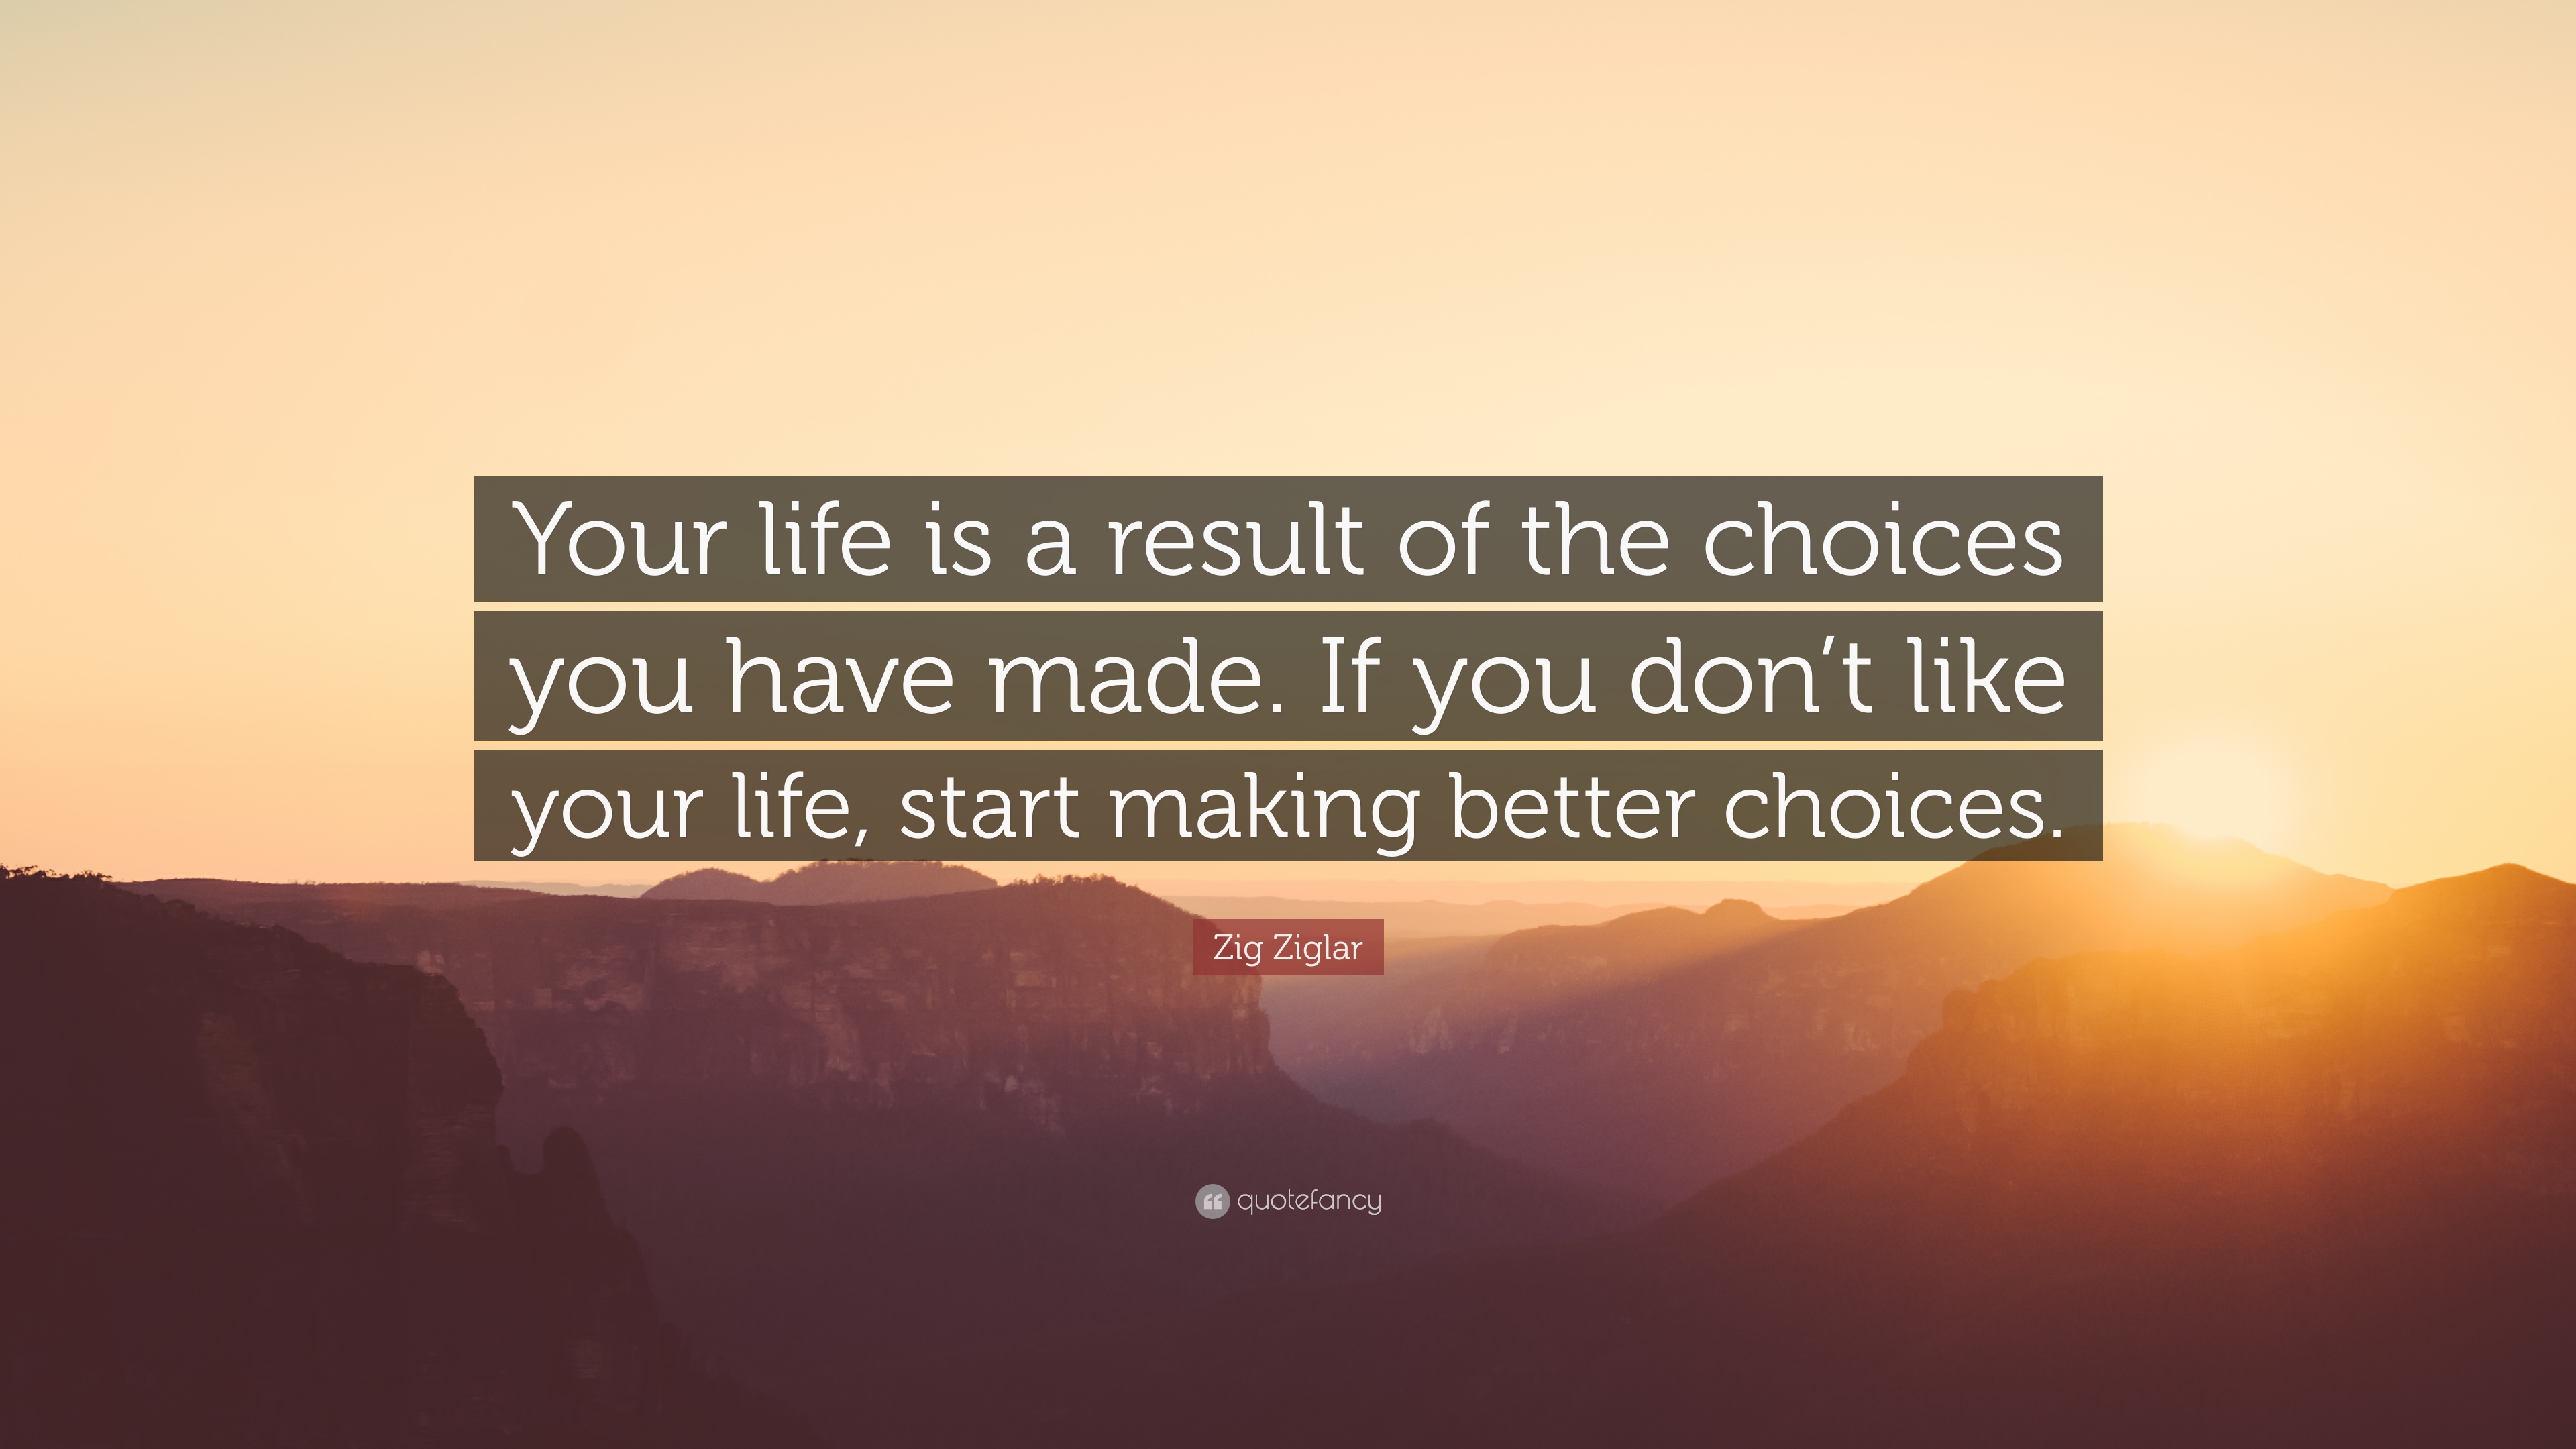 Your life is a result of the choices
you have made. If you don’t like
your life, start making better choices.
Zig Ziglar
quotefancy